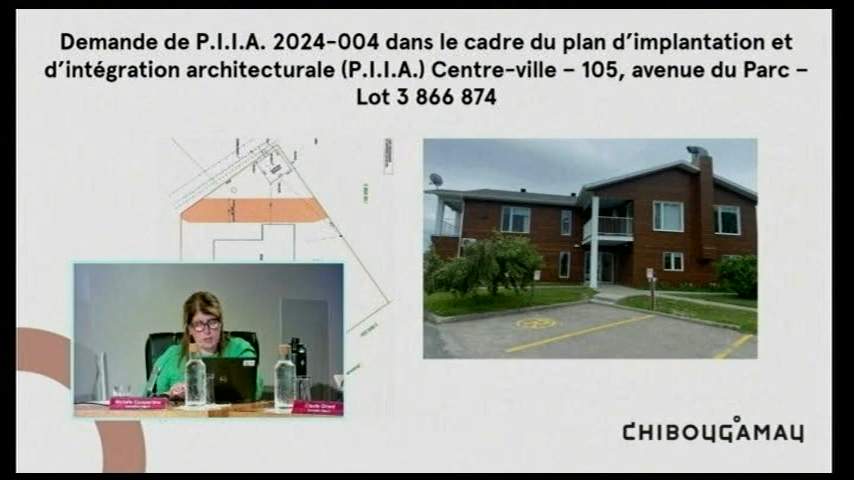 Demande de P.I.I.A. 2024-004 dans le cadre du plan d'implantation et
d'intégration architecturale (P.I.I.A.) Centre-ville – 105, avenue du Parc –
Lot 3 866 874
CHIBOUGAMAU